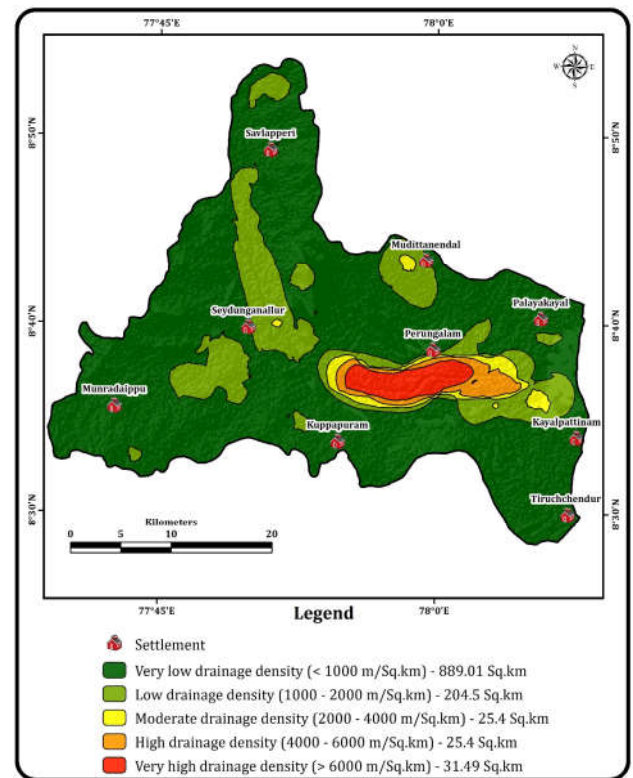 77°45'E 78°0'E
N
W E
S
8°50'N 8°50'N
Savlapperi
Mudittanendal
Palayakayal
Seydunganallur
8°40'N 8°40'N
Perungalam
Munradaippu
Kuppapuram
Kayalpattinam
Tiruchchendur
8°30'N 8°30'N
Kilometers
0 5 10 20
77°45'E 78°0'E
Legend
Settlement
Very low drainage density (< 1000 m/Sq.km) - 889.01 Sq.km
Low drainage density (1000 - 2000 m/Sq.km) - 204.5 Sq.km
Moderate drainage density (2000 - 4000 m/Sq.km) - 25.4 Sq.km
High drainage density (4000 - 6000 m/Sq.km) - 25.4 Sq.km
Very high drainage density (> 6000 m/Sq.km) - 31.49 Sq.km